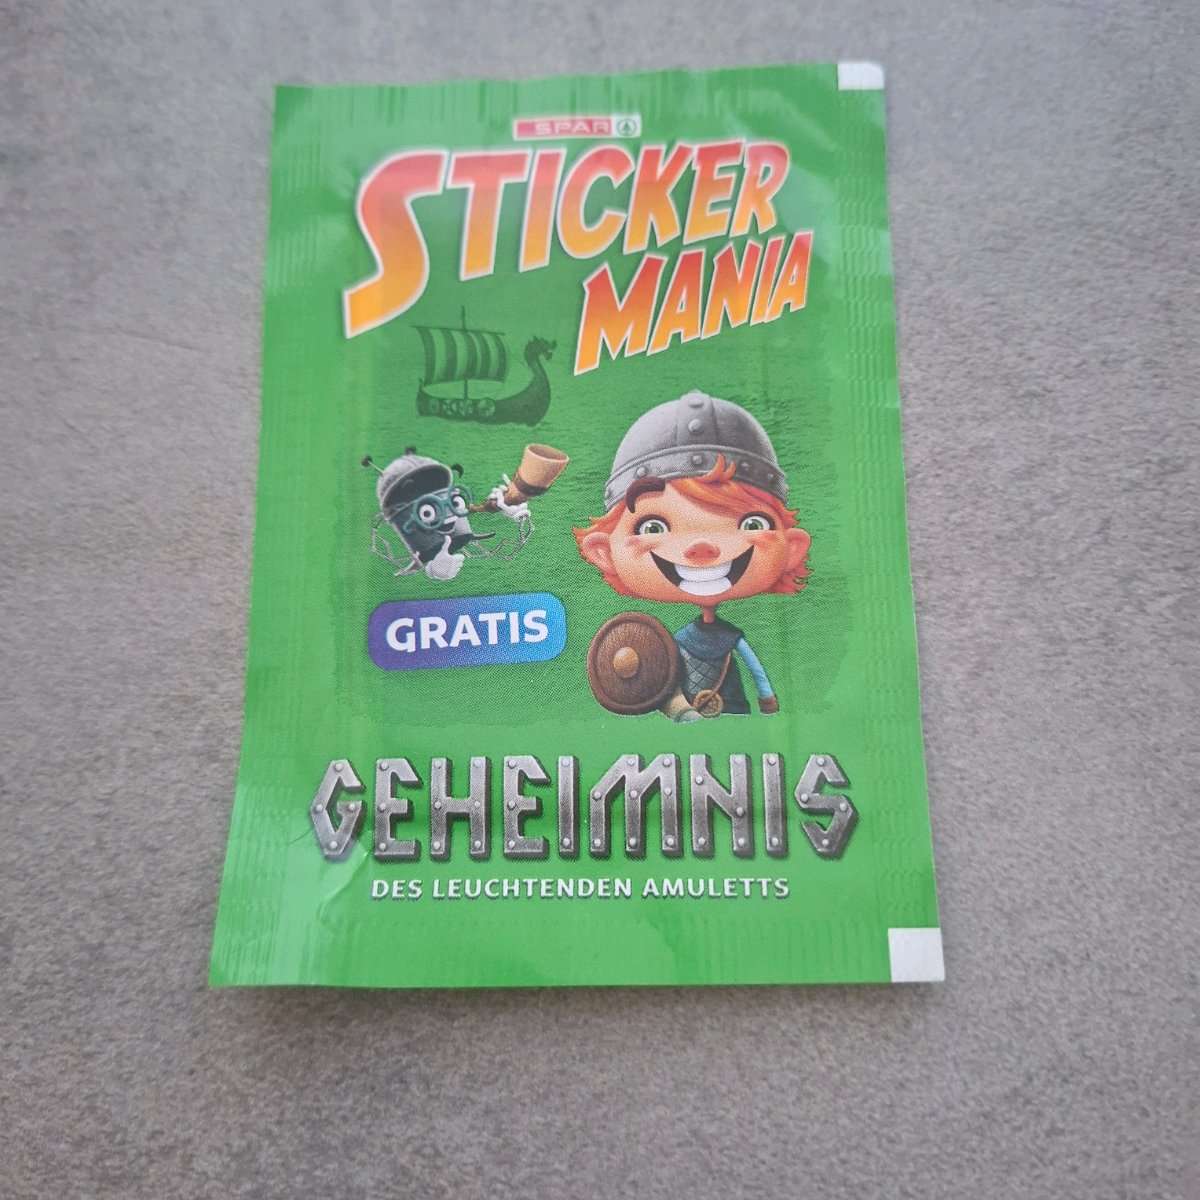 SPAR
STICKER
MANIA
GRATIS
GEHEIMNIS
DES LEUCHTENDEN AMULETTS